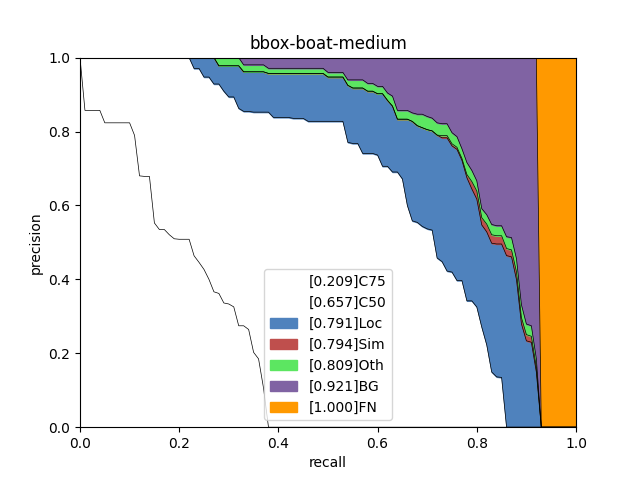 bbox-boat-medium
precision
1.0
0.8
0.6
0.4
0.2
0.0
[0.209]C75
[0.657]C50
[0.791]Loc
[0.794]Sim
[0.809]Oth
[0.921]BG
[1.000]FN
0.0 0.2 0.4 0.6 0.8 1.0
recall